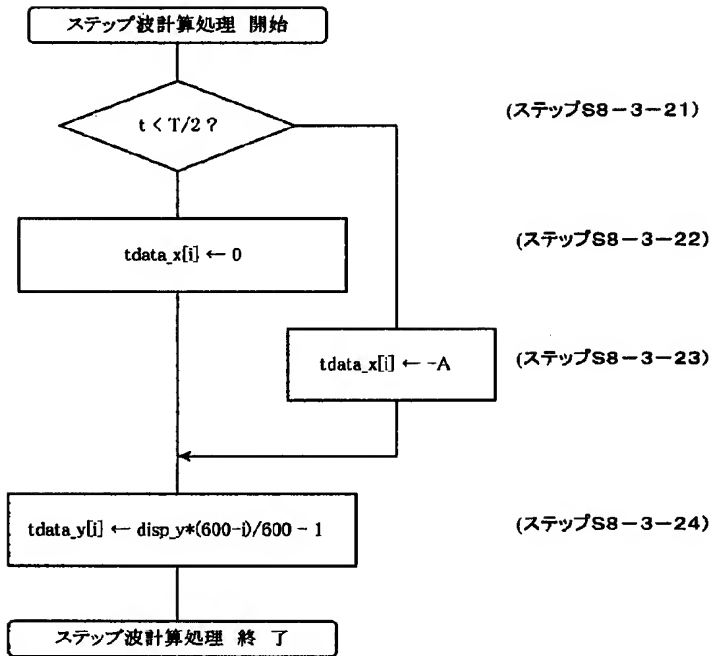 ステップ波計算処理 開始
t < T/2 ?
(ステップS8-3-21)
tdata_x[i] ← 0
(ステップS8-3-22)
tdata_x[i] ← -A
(ステップS8-3-23)
tdata_y[i] ← disp_y*(600-i)/600 - 1
(ステップS8-3-24)
ステップ波計算処理 終 了